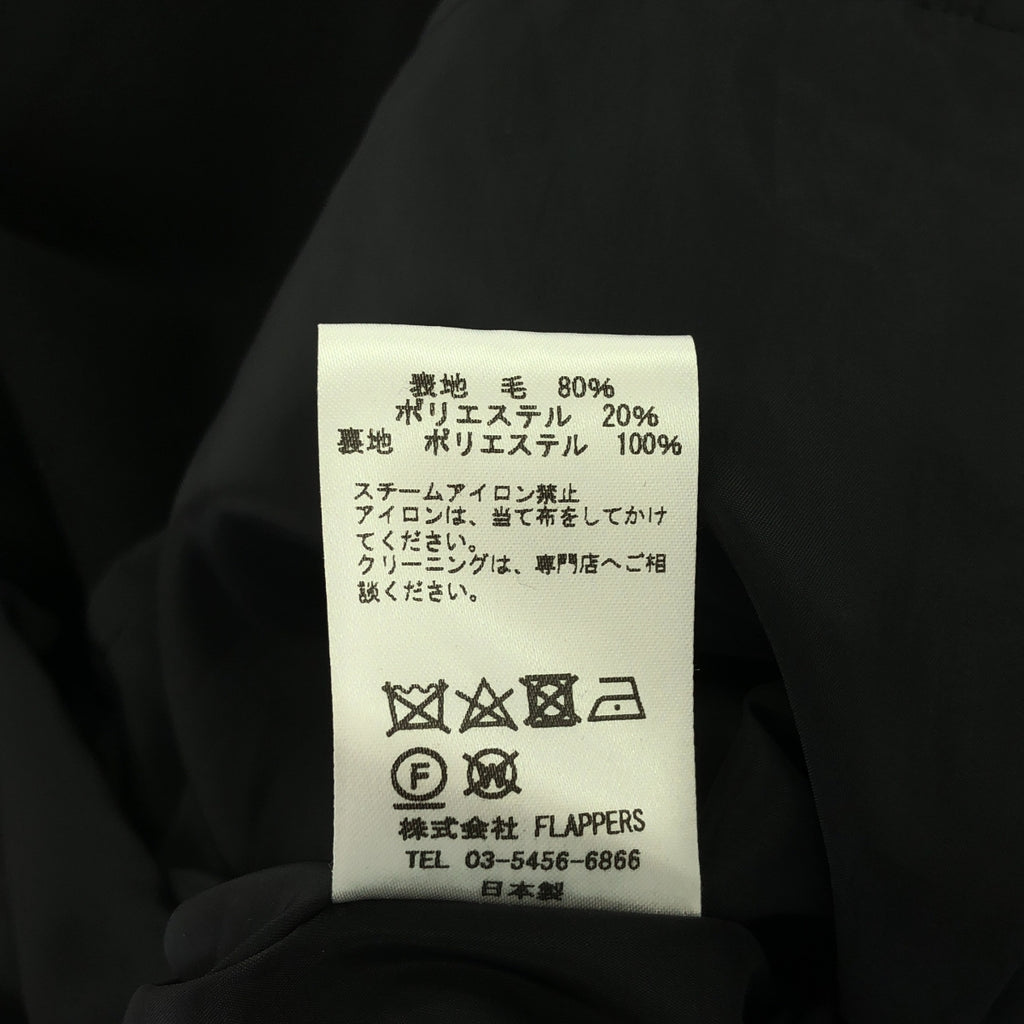 表地　毛　80%
ポリエステル　20%
裏地　ポリエステル　100%
スチームアイロン禁止
アイロンは、当て布をしてかけ
てください。
クリーニングは、専門店へご相
談ください。
F W
株式会社 FLAPPERS
TEL 03-5456-6866
日本製